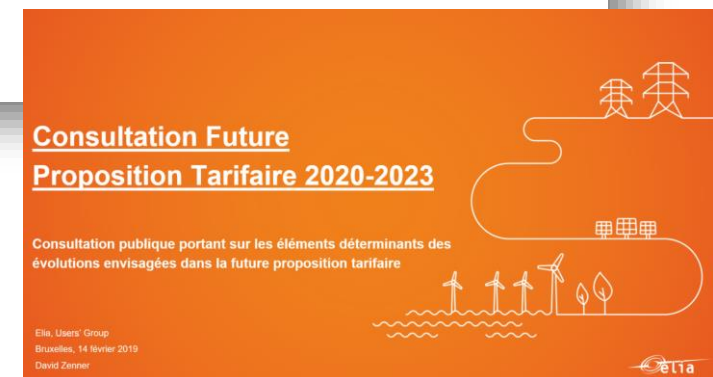 Consultation Future
Proposition Tarifaire 2020-2023
Consultation publique portant sur les éléments déterminants des
évolutions envisagées dans la future proposition tarifaire
Elia, Users' Group
Bruxelles, 14 février 2019
David Zenner
elia